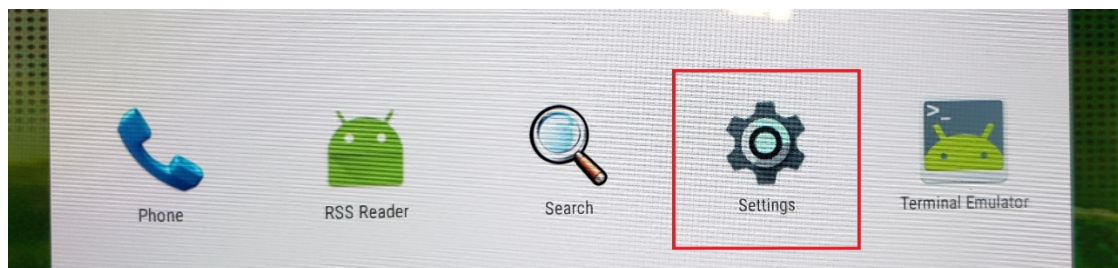 Phone
RSS Reader
Search
Settings
>_
Terminal Emulator